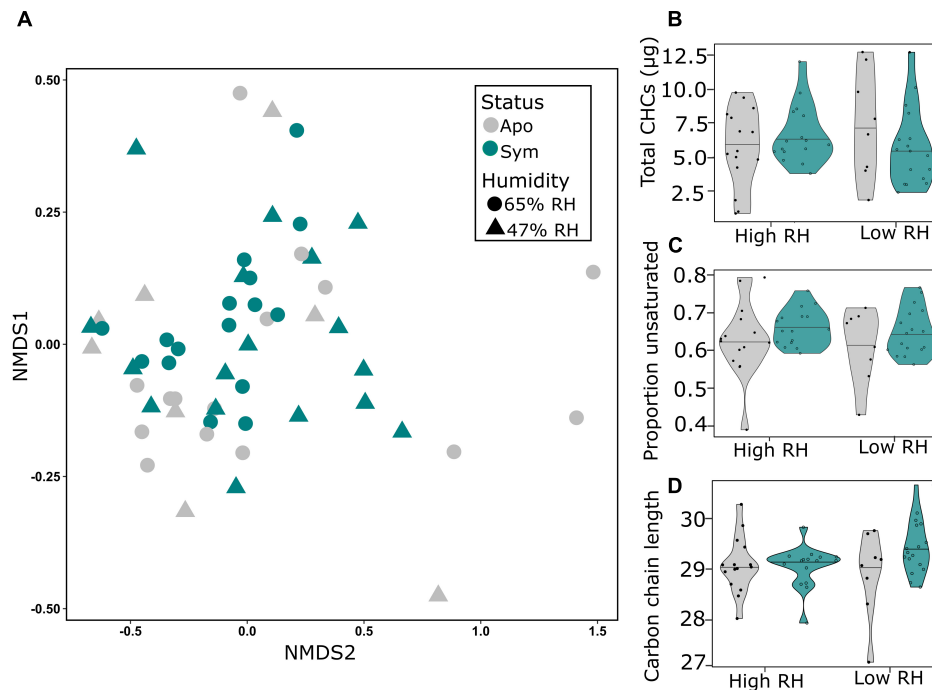 A
0.50
0.25
0.00
-0.25
-0.50
NMDS1
-0.5
0.0
0.5
1.0
1.5
NMDS2
Status
Apo
Sym
Humidity
65% RH
47% RH
B
Total CHCs (µg)
12.5
10.0
7.5
5.0
2.5
High RH
Low RH
C
Proportion unsaturated
0.8
0.7
0.6
0.5
0.4
High RH
Low RH
D
Carbon chain length
30
29
28
27
High RH
Low RH